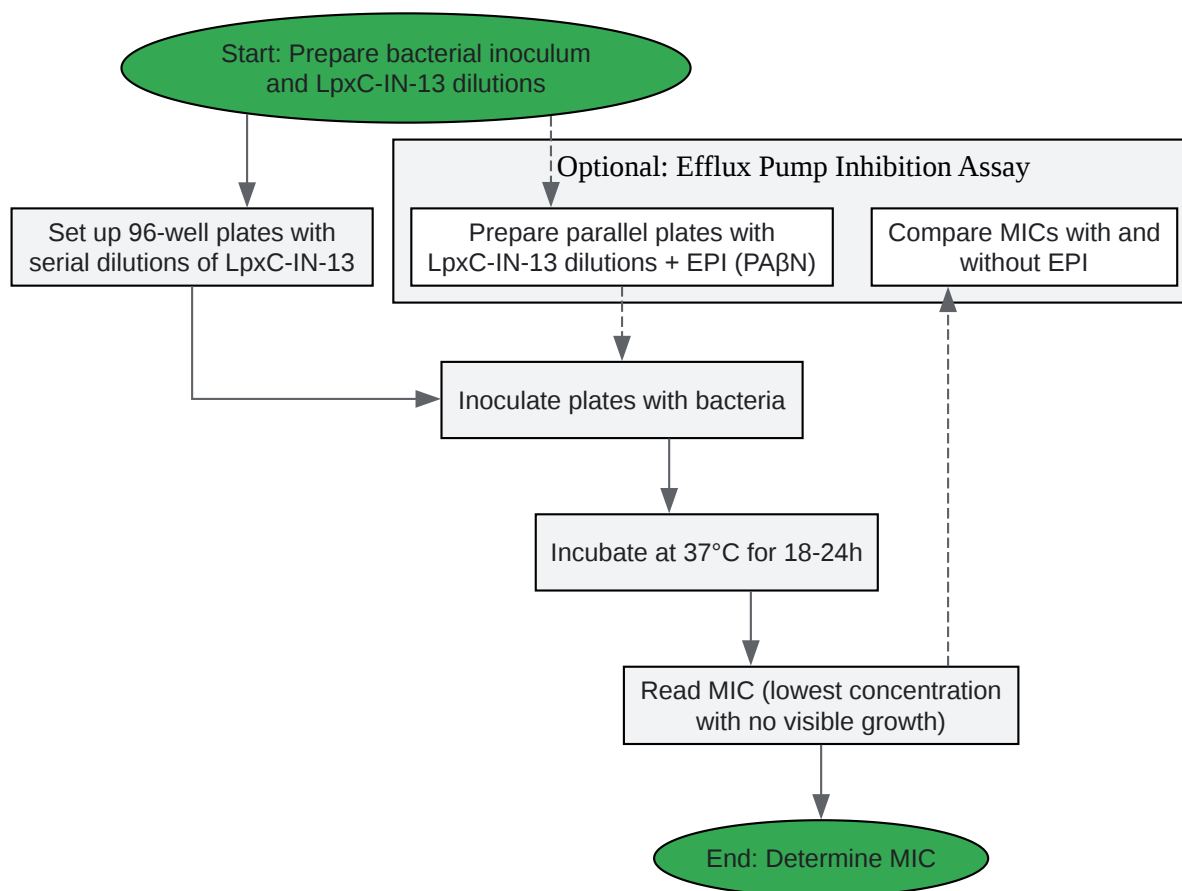 Start: Prepare bacterial inoculum
and LpxC-IN-13 dilutions
Optional: Efflux Pump Inhibition Assay
Set up 96-well plates with
serial dilutions of LpxC-IN-13
Prepare parallel plates with
LpxC-IN-13 dilutions + EPI (PAβN)
Compare MICs with and
without EPI
Inoculate plates with bacteria
Incubate at 37°C for 18-24h
Read MIC (lowest concentration
with no visible growth)
End: Determine MIC